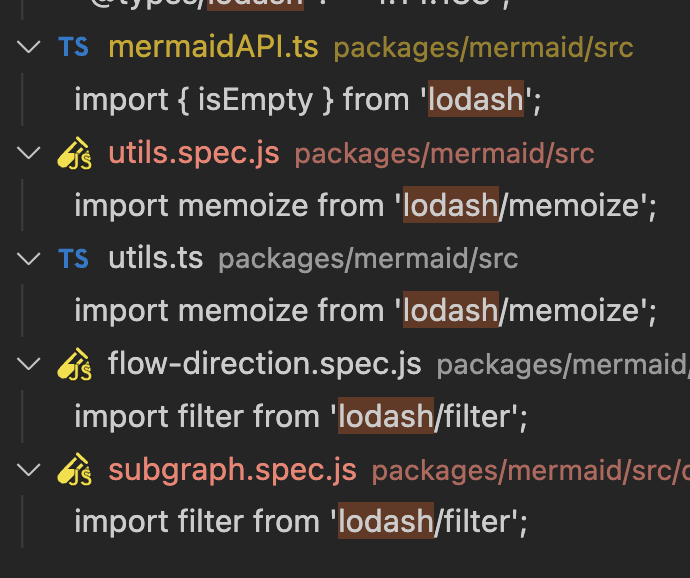 TS mermaidAPI.ts packages/mermaid/src
import { isEmpty } from 'lodash';
JS utils.spec.js packages/mermaid/src
import memoize from 'lodash/memoize';
TS utils.ts packages/mermaid/src
import memoize from 'lodash/memoize';
JS flow-direction.spec.js packages/mermaid/
import filter from 'lodash/filter';
JS subgraph.spec.js packages/mermaid/src/
import filter from 'lodash/filter';